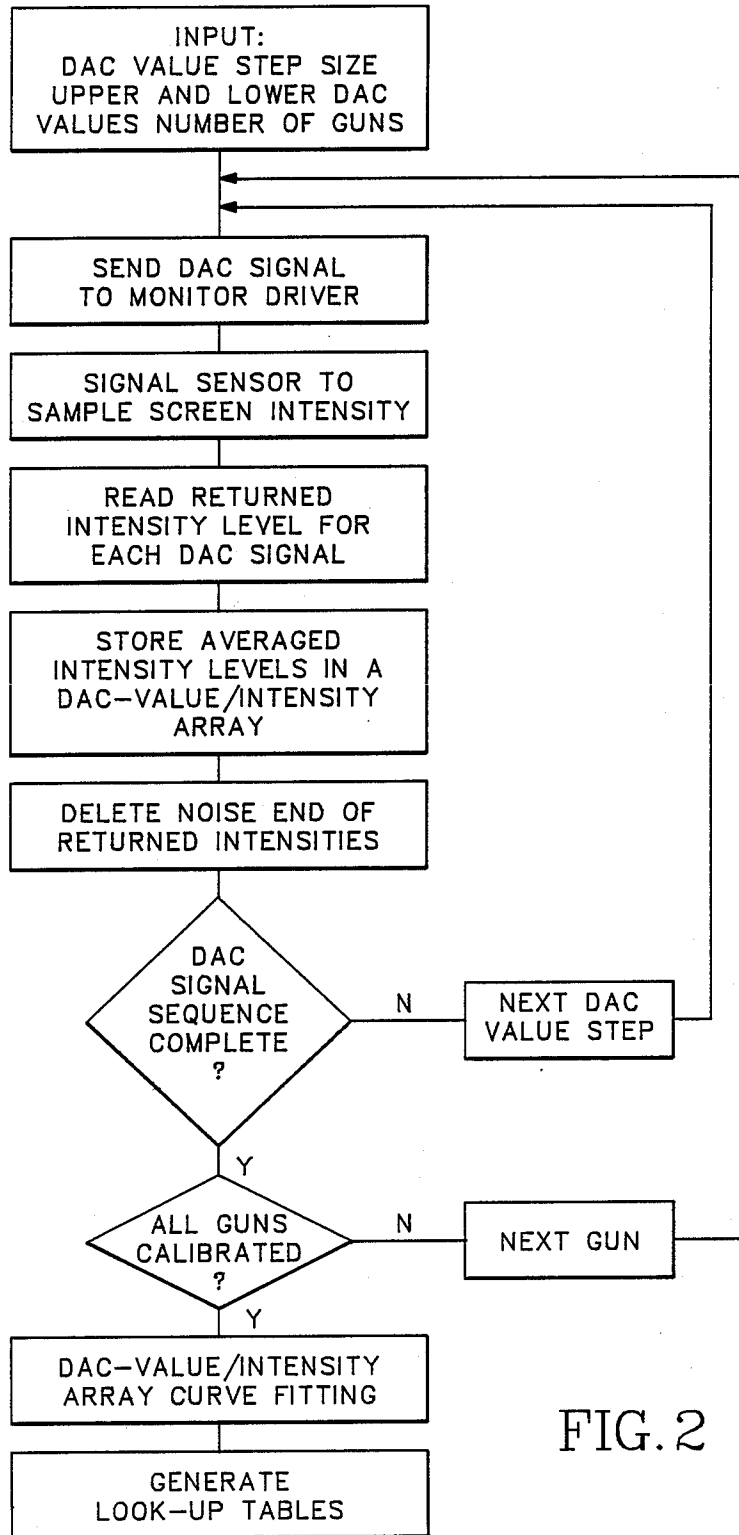 INPUT:
DAC VALUE STEP SIZE
UPPER AND LOWER DAC
VALUES NUMBER OF GUNS
SEND DAC SIGNAL
TO MONITOR DRIVER
SIGNAL SENSOR TO
SAMPLE SCREEN INTENSITY
READ RETURNED
INTENSITY LEVEL FOR
EACH DAC SIGNAL
STORE AVERAGED
INTENSITY LEVELS IN A
DAC-VALUE/INTENSITY
ARRAY
DELETE NOISE END OF
RETURNED INTENSITIES
DAC
SIGNAL
SEQUENCE
COMPLETE
?
N
NEXT DAC
VALUE STEP
Y
ALL GUNS
CALIBRATED
?
N
NEXT GUN
Y
DAC-VALUE/INTENSITY
ARRAY CURVE FITTING
GENERATE
LOOK-UP TABLES
FIG. 2